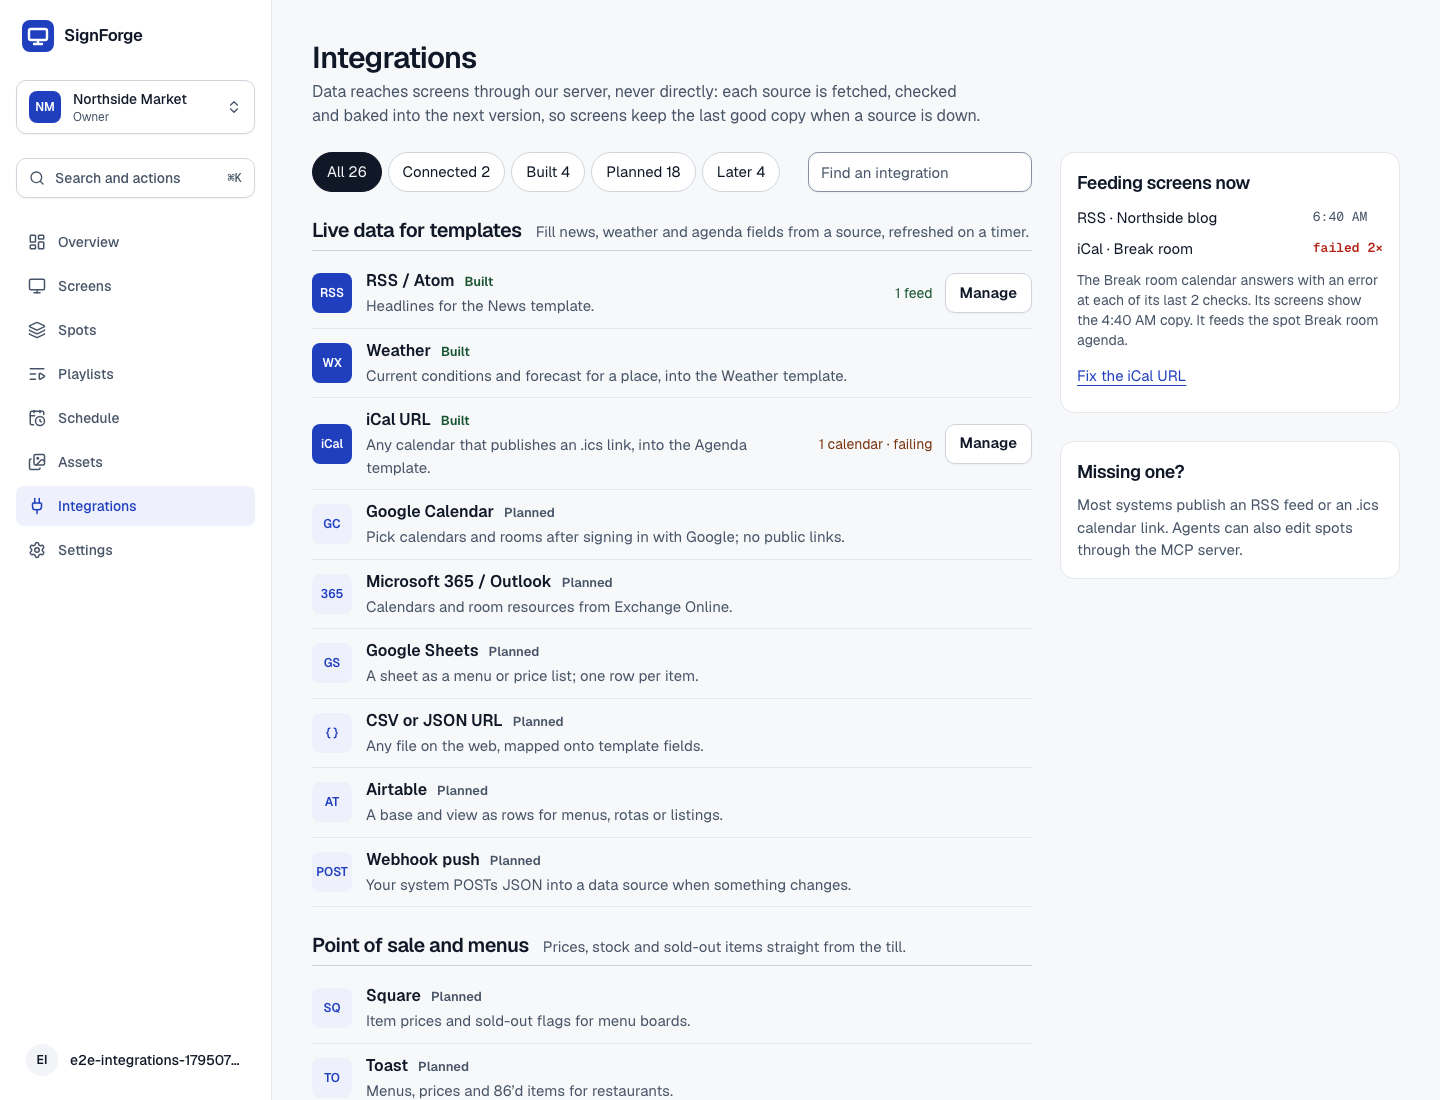 SignForge
NM
Northside Market
Owner
Search and actions
⌘K
Overview
Screens
Spots
Playlists
Schedule
Assets
Integrations
Settings
EI
e2e-integrations-179507...
Integrations
Data reaches screens through our server, never directly: each source is fetched, checked
and baked into the next version, so screens keep the last good copy when a source is down.
All 26
Connected 2
Built 4
Planned 18
Later 4
Find an integration
Live data for templates
Fill news, weather and agenda fields from a source, refreshed on a timer.
RSS
RSS / Atom Built
Headlines for the News template.
1 feed
Manage
WX
Weather Built
Current conditions and forecast for a place, into the Weather template.
iCal
iCal URL Built
Any calendar that publishes an .ics link, into the Agenda
template.
1 calendar · failing
Manage
GC
Google Calendar Planned
Pick calendars and rooms after signing in with Google; no public links.
365
Microsoft 365 / Outlook Planned
Calendars and room resources from Exchange Online.
GS
Google Sheets Planned
A sheet as a menu or price list; one row per item.
{}
CSV or JSON URL Planned
Any file on the web, mapped onto template fields.
AT
Airtable Planned
A base and view as rows for menus, rotas or listings.
POST
Webhook push Planned
Your system POSTs JSON into a data source when something changes.
Point of sale and menus
Prices, stock and sold-out items straight from the till.
SQ
Square Planned
Item prices and sold-out flags for menu boards.
TO
Toast Planned
Menus, prices and 86’d items for restaurants.
Feeding screens now
RSS · Northside blog
6:40 AM
iCal · Break room
failed 2×
The Break room calendar answers with an error
at each of its last 2 checks. Its screens show
the 4:40 AM copy. It feeds the spot Break room
agenda.
Fix the iCal URL
Missing one?
Most systems publish an RSS feed or an .ics
calendar link. Agents can also edit spots
through the MCP server.